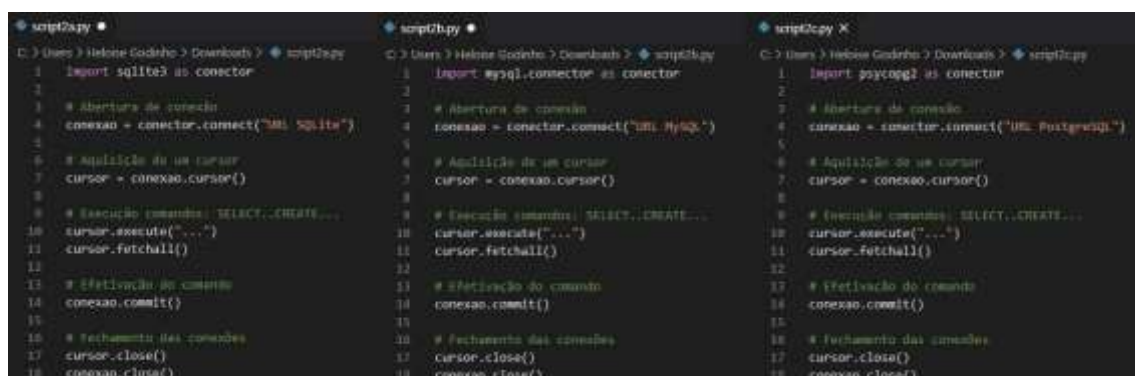 script2a.py
C: > Users > Heloise Godinho > Downloads > script2a.py
1 import sqlite3 as conector
2
3 # Abertura de conexão
4 conexao = conector.connect("URL SQLite")
5
6 # Aquisição de um cursor
7 cursor = conexao.cursor()
8
9 # Execução comandos: SELECT..CREATE...
10 cursor.execute("...")
11 cursor.fetchall()
12
13 # Efetivação do comando
14 conexao.commit()
15
16 # Fechamento das conexões
17 cursor.close()
18 conexao.close()
script2b.py
C: > Users > Heloise Godinho > Downloads > script2b.py
1 import mysql.connector as conector
2
3 # Abertura de conexão
4 conexao = conector.connect("URL MySQL")
5
6 # Aquisição de um cursor
7 cursor = conexao.cursor()
8
9 # Execução comandos: SELECT..CREATE...
10 cursor.execute("...")
11 cursor.fetchall()
12
13 # Efetivação do comando
14 conexao.commit()
15
16 # Fechamento das conexões
17 cursor.close()
18 conexao.close()
script2c.py
C: > Users > Heloise Godinho > Downloads > script2c.py
1 import psycopg2 as conector
2
3 # Abertura de conexão
4 conexao = conector.connect("URL PostgreSQL")
5
6 # Aquisição de um cursor
7 cursor = conexao.cursor()
8
9 # Execução comandos: SELECT..CREATE...
10 cursor.execute("...")
11 cursor.fetchall()
12
13 # Efetivação do comando
14 conexao.commit()
15
16 # Fechamento das conexões
17 cursor.close()
18 conexao.close()